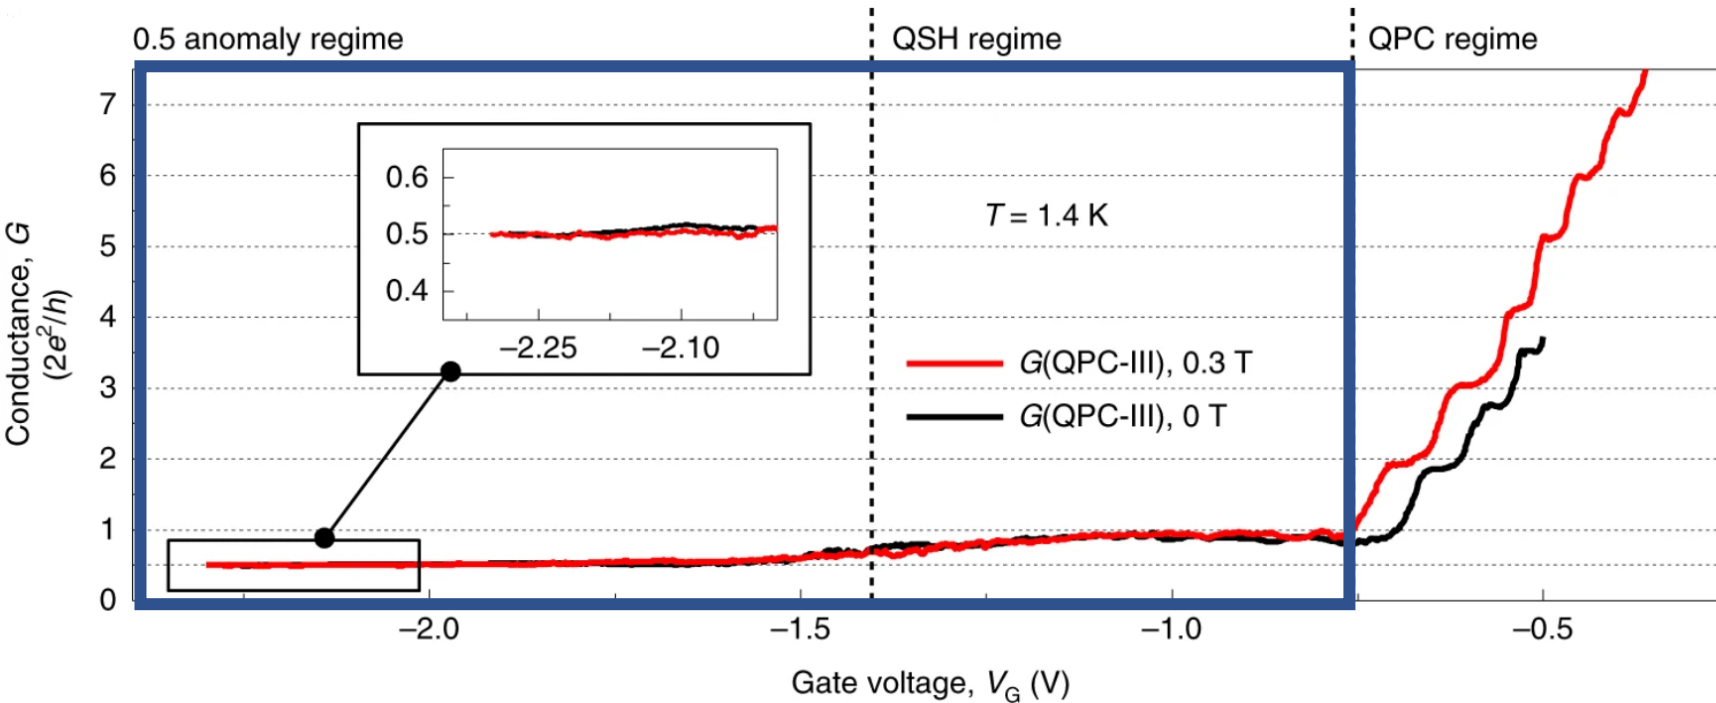 0.5 anomaly regime
QSH regime
QPC regime
7
6
5
4
3
2
1
0
Conductance, G
(2e²/h)
0.6
0.5
0.4
−2.25
−2.10
T = 1.4 K
G(QPC-III), 0.3 T
G(QPC-III), 0 T
−2.0
−1.5
−1.0
−0.5
Gate voltage, V_G (V)